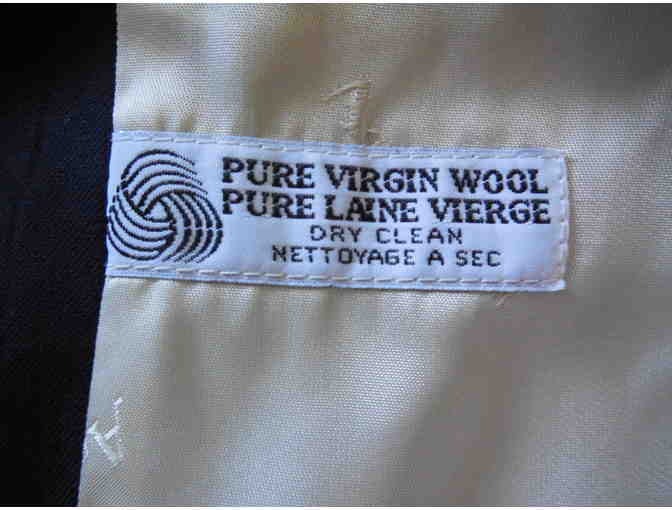 PURE VIRGIN WOOL
PURE LAINE VIERGE
DRY CLEAN
NETTOYAGE A SEC